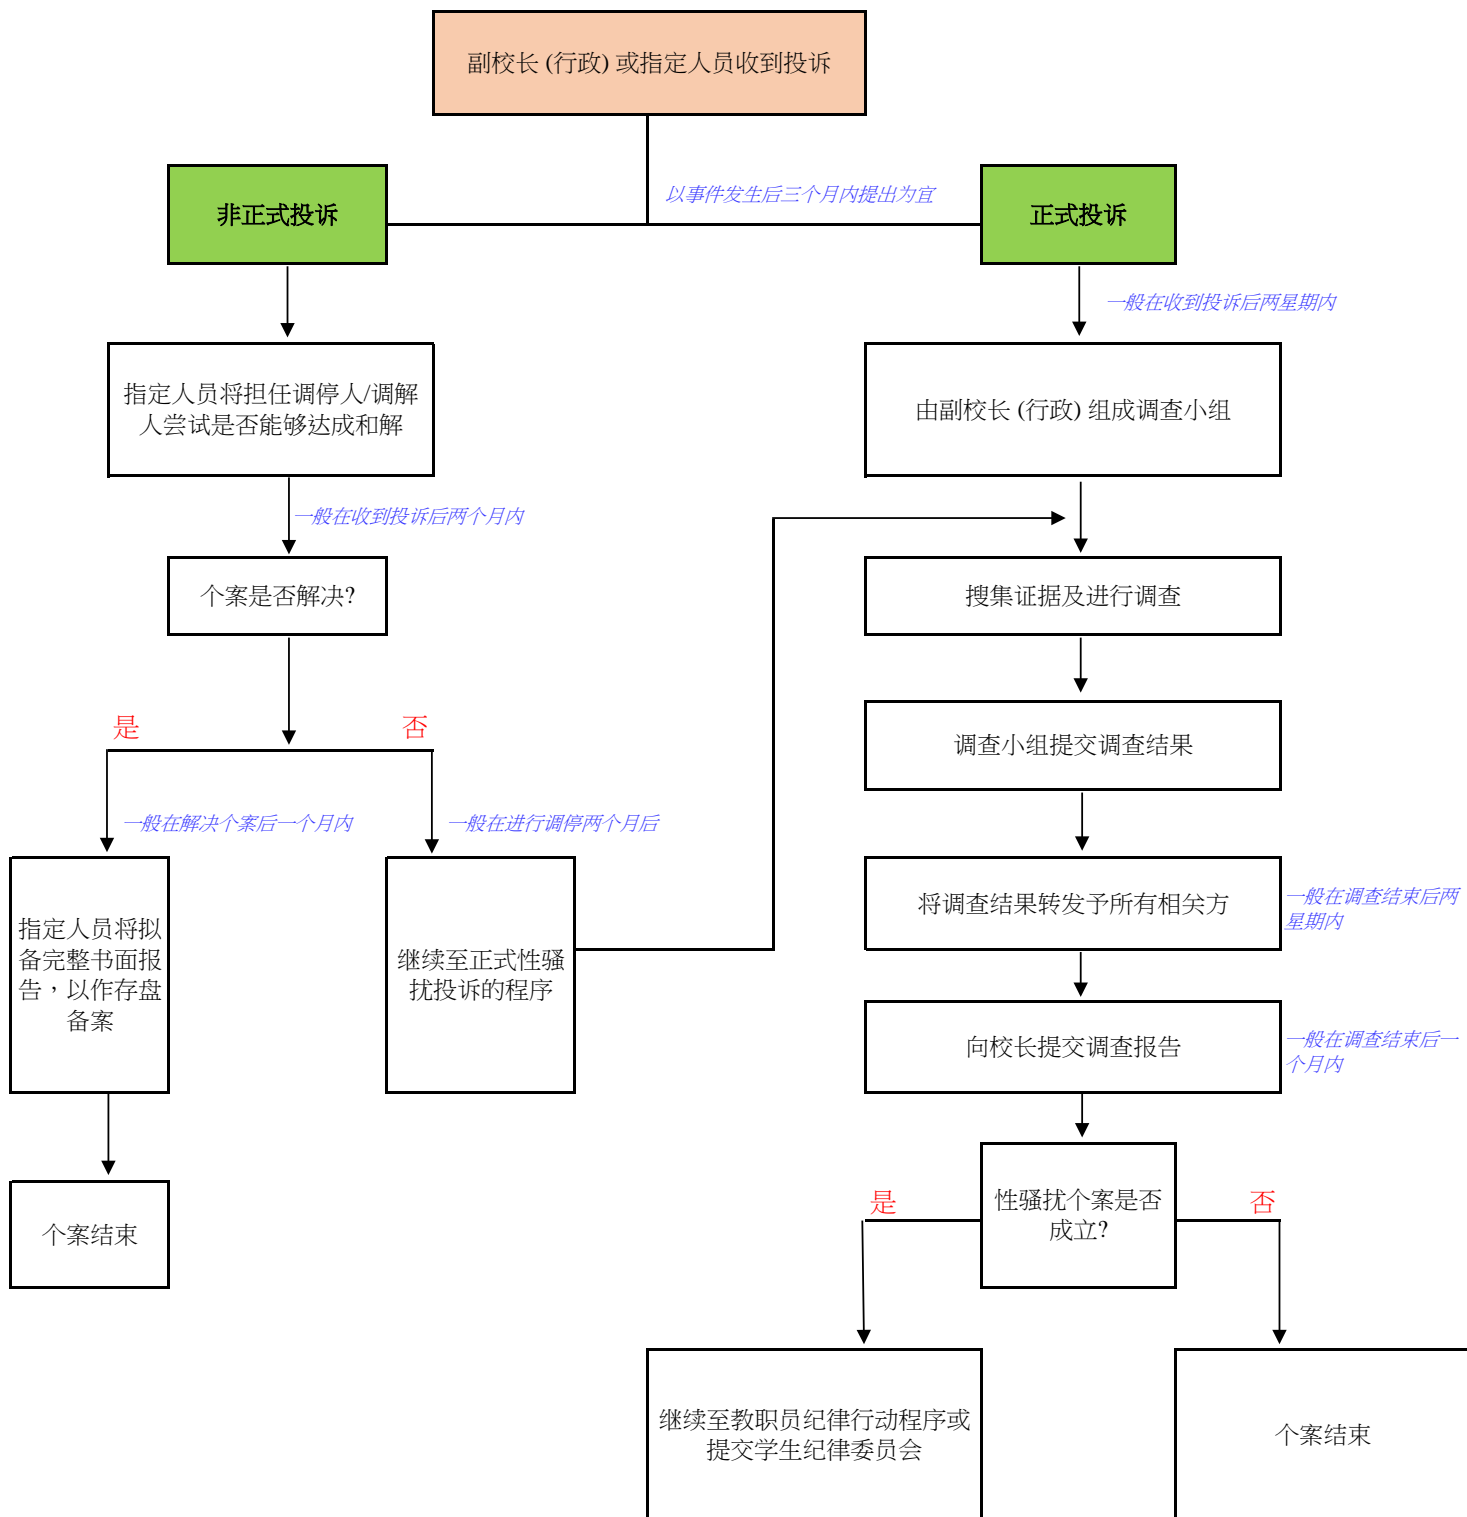 副校长 (行政) 或指定人员收到投诉
以事件发生后三个月内提出为宜
非正式投诉
正式投诉
一般在收到投诉后两星期内
指定人员将担任调停人/调解
人尝试是否能够达成和解
由副校长 (行政) 组成调查小组
一般在收到投诉后两个月内
个案是否解决?
搜集证据及进行调查
是
否
调查小组提交调查结果
一般在解决个案后一个月内
一般在进行调停两个月后
指定人员将拟
备完整书面报
告，以作存盘
备案
继续至正式性骚
扰投诉的程序
将调查结果转发予所有相关方
一般在调查结束后两
星期内
向校长提交调查报告
一般在调查结束后一
个月内
个案结束
性骚扰个案是否
成立?
是
否
继续至教职员纪律行动程序或
提交学生纪律委员会
个案结束